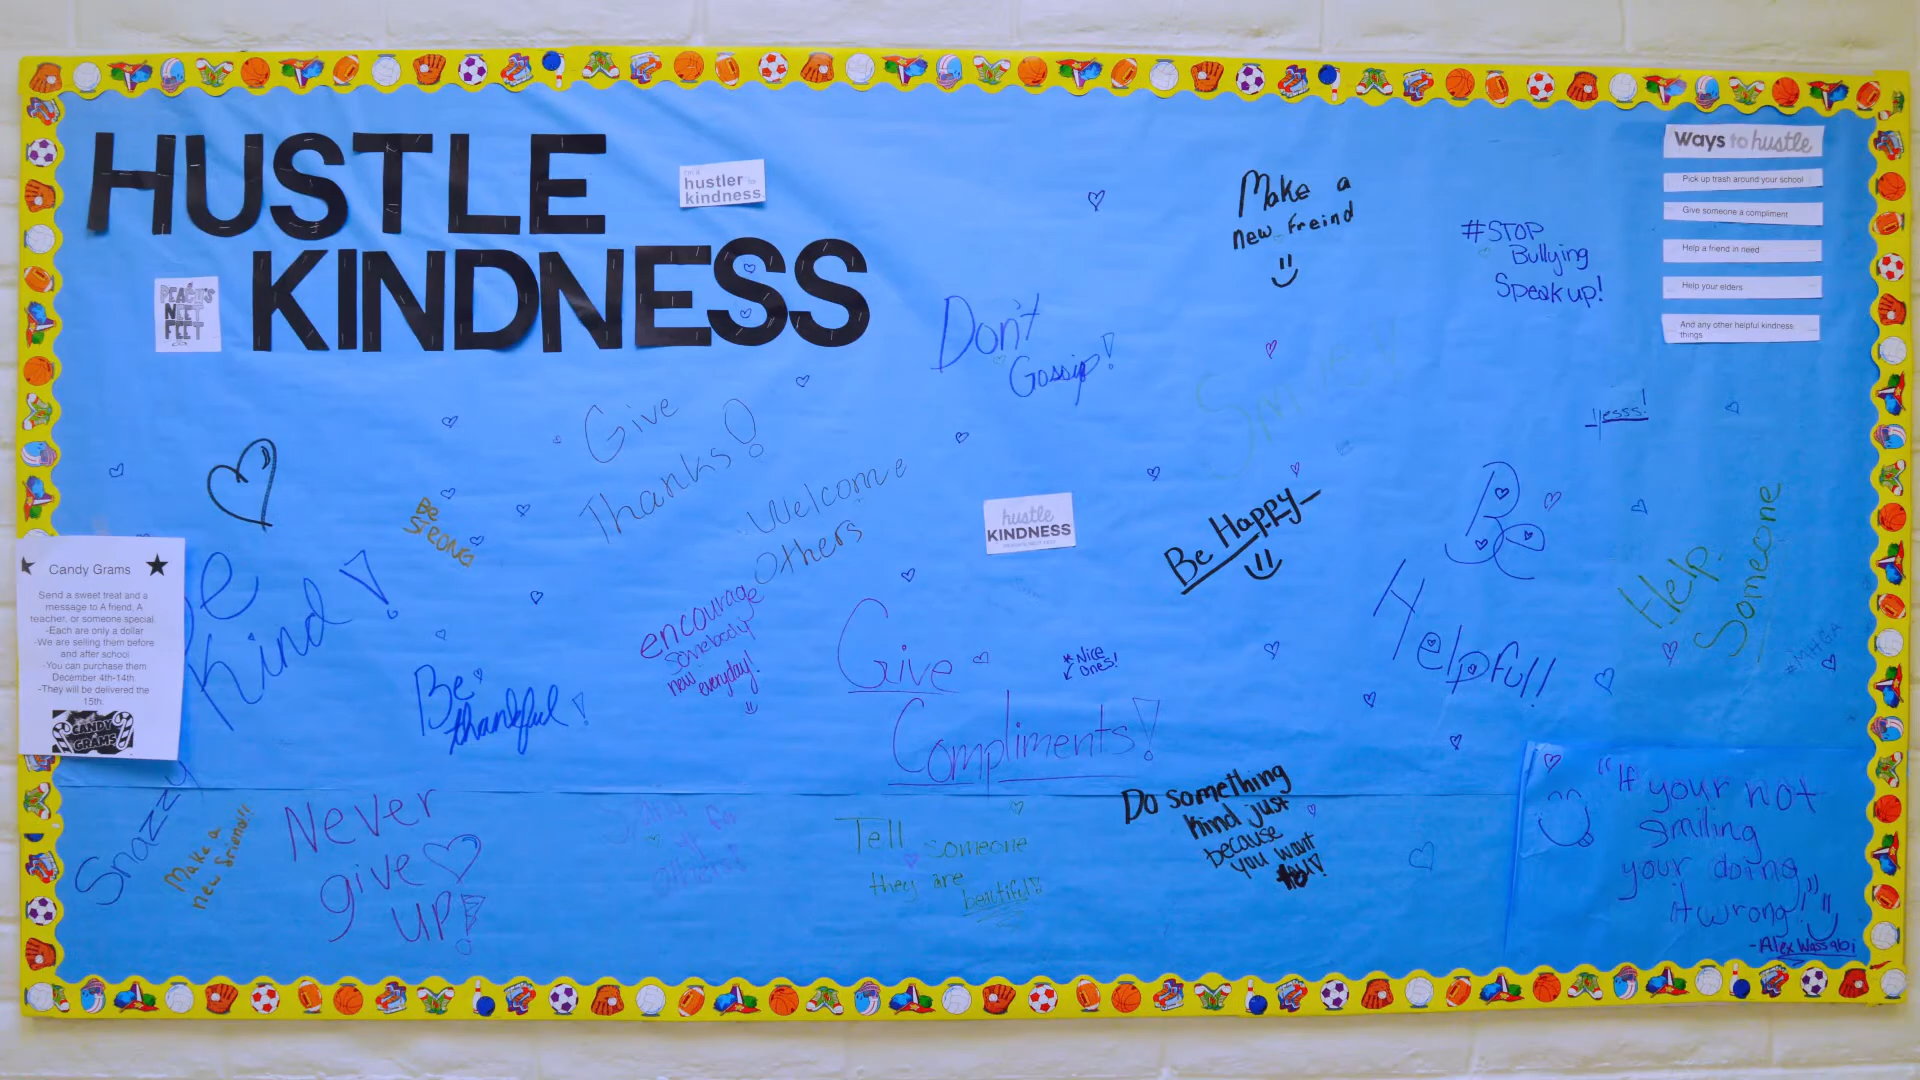 HUSTLE
KINDNESS
hustler for
kindness
PEACE'S
NEET
FEET
Make a
new Freind
#STOP
Bullying
Speak up!
Ways to hustle
Pick up trash around your school
Give someone a compliment
Help a friend in need
Help your elders
And any other helpful kindness
things
Don't
Gossip!
Smile!!
Yesss!
Give
Thanks!
Welcome
Others
hustle
KINDNESS
Be Happy
Be
Helpful!
Help
Someone
#MHGA
Be
STRONG
Be
Kind!
Candy Grams
Send a sweet treat and a
message to A friend, A
teacher, or someone special.
-Each are only a dollar
-We are selling them before
and after school
-You can purchase them
December 4th-14th
-They will be delivered the
15th.
CANDY
GRAMS
Be
thankful!
encourage
somebody
new everyday!
Give
Compliments!
*Nice
ones!
Snazzy
Make a
new friend!!
Never
give
up!
Tell someone
they are
beautiful!
Do something
kind just
because
you want
"If your not
smiling
your doing
it wrong"
-Alex Wassabi